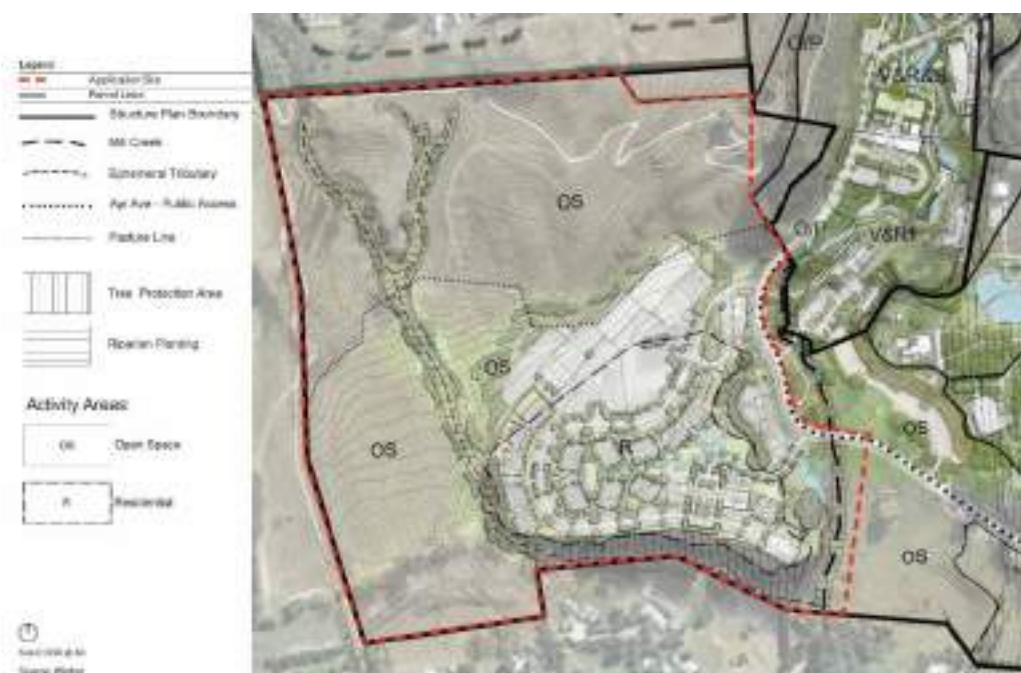 Legend
Application Site
Parcel Lines
Structure Plan Boundary
Mill Creek
Ephemeral Tributary
Ayr Ave - Public Access
Pasture Line
Tree Protection Area
Riparian Planting
Activity Areas:
OS
Open Space
R
Residential
O/P
OS
V&R
OS
OS
R
OS
OS